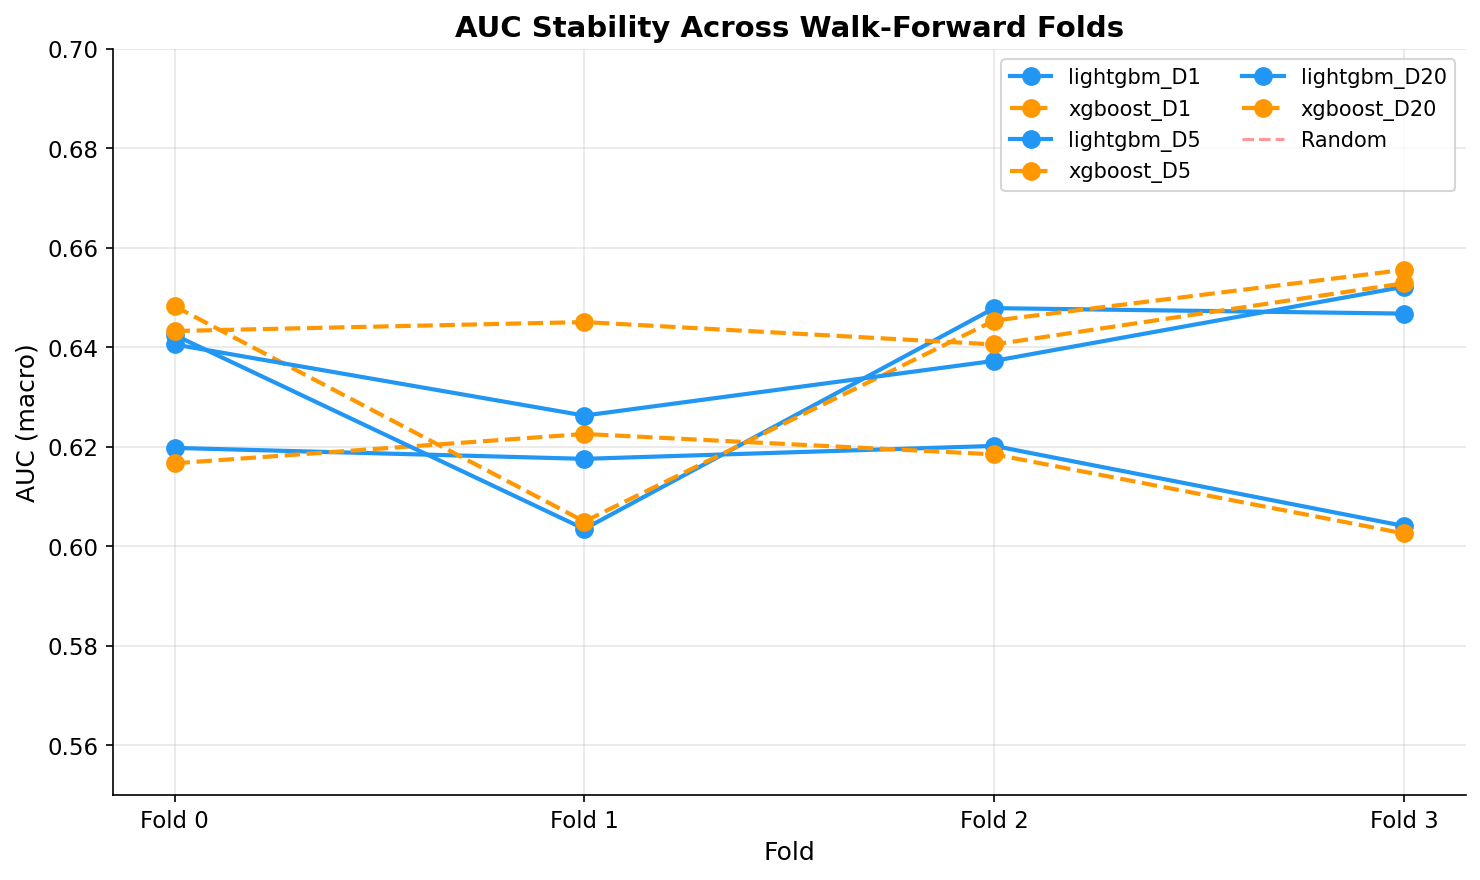 AUC Stability Across Walk-Forward Folds
0.70
0.68
0.66
0.64
0.62
0.60
0.58
0.56
AUC (macro)
lightgbm_D1
xgboost_D1
lightgbm_D5
xgboost_D5
lightgbm_D20
xgboost_D20
Random
Fold 0
Fold 1
Fold 2
Fold 3
Fold